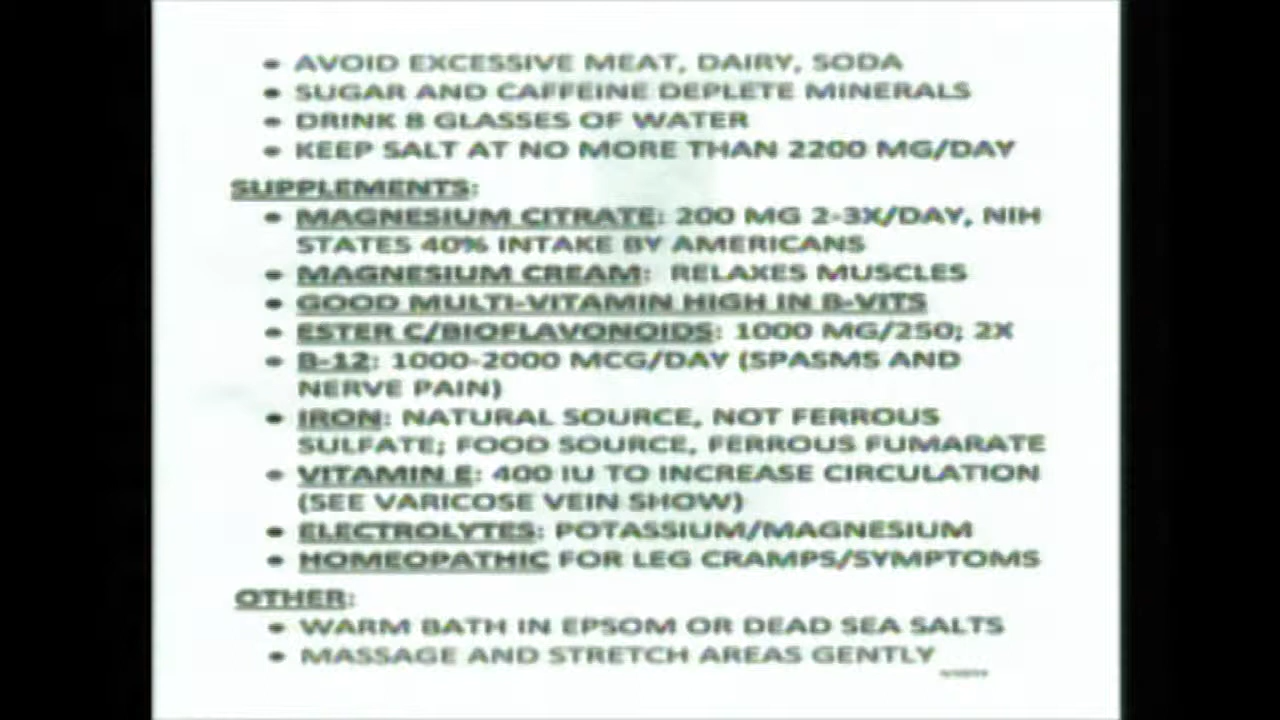 • AVOID EXCESSIVE MEAT, DAIRY, SODA
• SUGAR AND CAFFEINE DEPLETE MINERALS
• DRINK 8 GLASSES OF WATER
• KEEP SALT AT NO MORE THAN 2200 MG/DAY
SUPPLEMENTS:
• MAGNESIUM CITRATE: 200 MG 2-3X/DAY, NIH
STATES 40% INTAKE BY AMERICANS
• MAGNESIUM CREAM: RELAXES MUSCLES
• GOOD MULTI-VITAMIN HIGH IN B-VITS
• ESTER C/BIOFLAVONOIDS: 1000 MG/250; 2X
• B-12: 1000-2000 MCG/DAY (SPASMS AND
NERVE PAIN)
• IRON: NATURAL SOURCE, NOT FERROUS
SULFATE; FOOD SOURCE, FERROUS FUMARATE
• VITAMIN E: 400 IU TO INCREASE CIRCULATION
(SEE VARICOSE VEIN SHOW)
• ELECTROLYTES: POTASSIUM/MAGNESIUM
• HOMEOPATHIC FOR LEG CRAMPS/SYMPTOMS
OTHER:
• WARM BATH IN EPSOM OR DEAD SEA SALTS
• MASSAGE AND STRETCH AREAS GENTLY